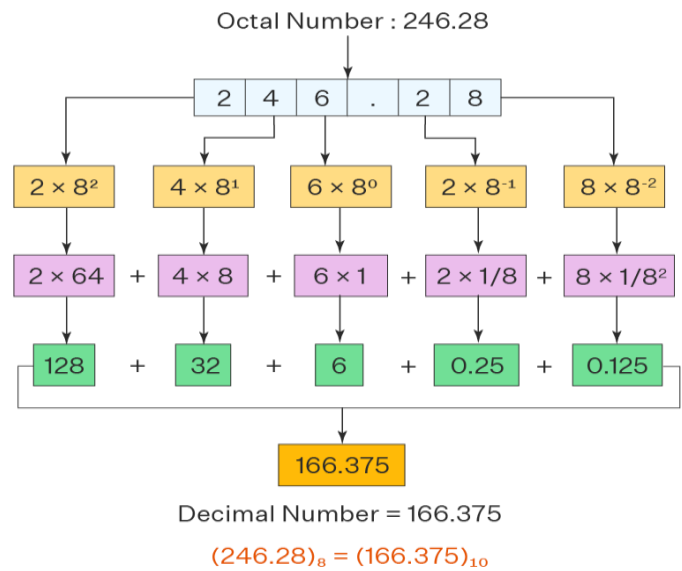 Octal Number : 246.28
2 4 6 . 2 8
2 × 8² 4 × 8¹ 6 × 8⁰ 2 × 8⁻¹ 8 × 8⁻²
2 × 64 + 4 × 8 + 6 × 1 + 2 × 1/8 + 8 × 1/8²
128 + 32 + 6 + 0.25 + 0.125
166.375
Decimal Number = 166.375
(246.28)₈ = (166.375)₁₀